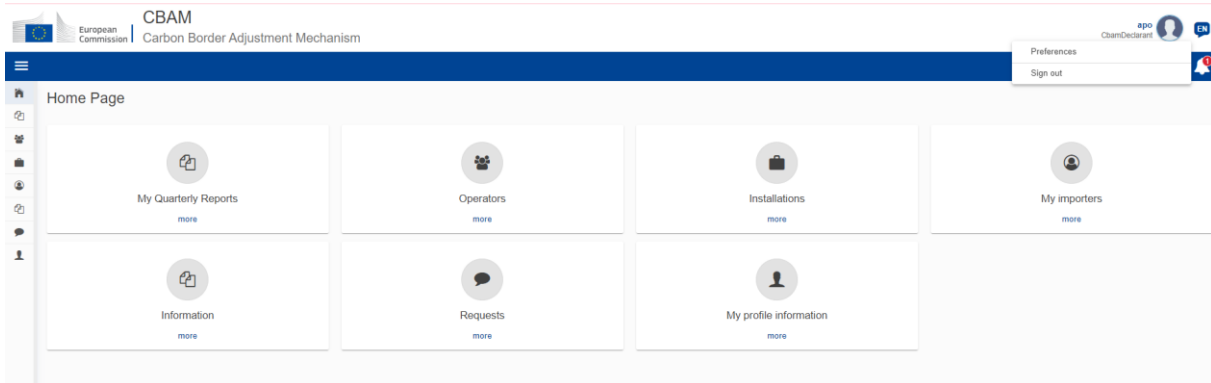 European
Commission
CBAM
Carbon Border Adjustment Mechanism
apo
CbamDeclarant
EN
Preferences
Sign out
1
Home Page
My Quarterly Reports
more
Operators
more
Installations
more
My importers
more
Information
more
Requests
more
My profile information
more